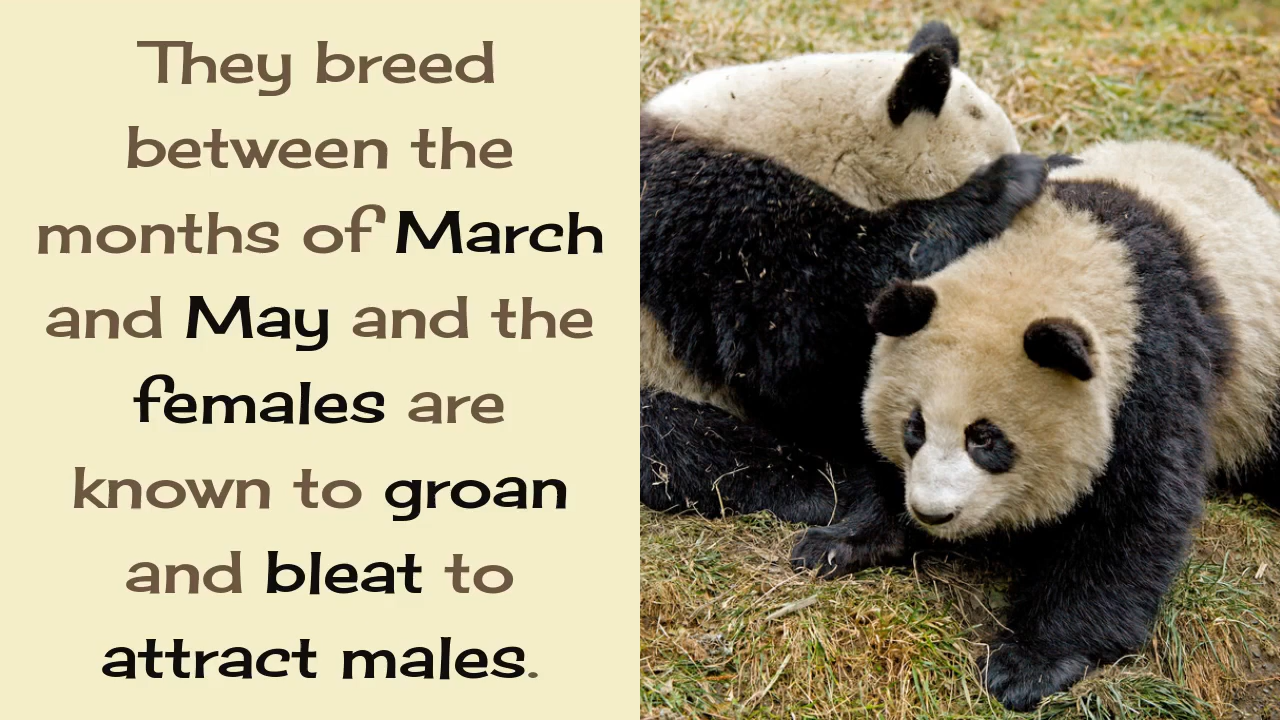 They breed
between the
months of March
and May and the
females are
known to groan
and bleat to
attract males.